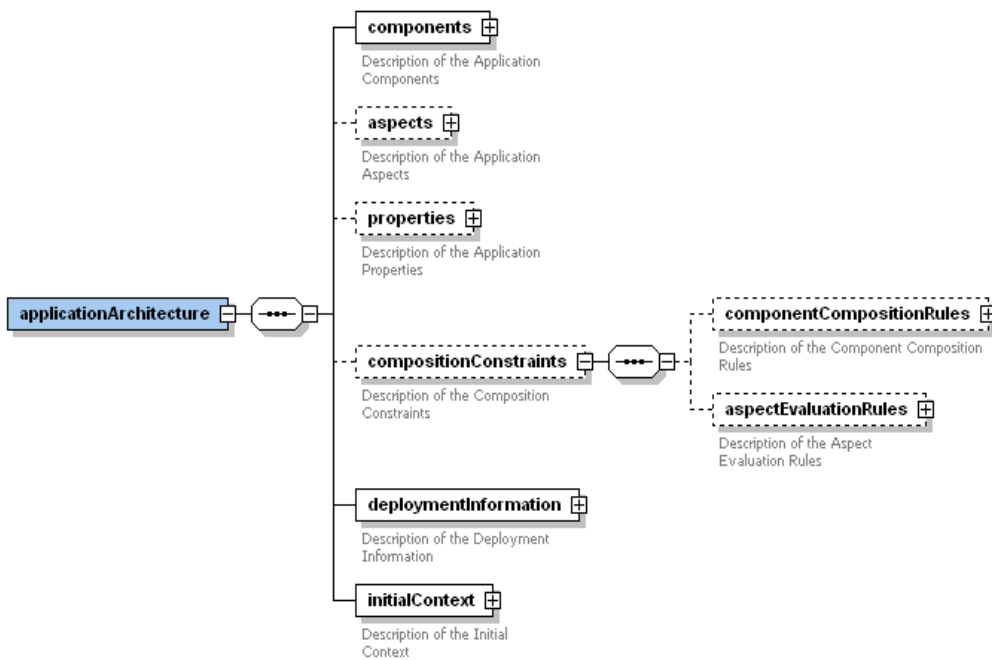 components
Description of the Application
Components
aspects
Description of the Application
Aspects
properties
Description of the Application
Properties
applicationArchitecture
compositionConstraints
Description of the Composition
Constraints
componentCompositionRules
Description of the Component Composition
Rules
aspectEvaluationRules
Description of the Aspect
Evaluation Rules
deploymentInformation
Description of the Deployment
Information
initialContext
Description of the Initial
Context